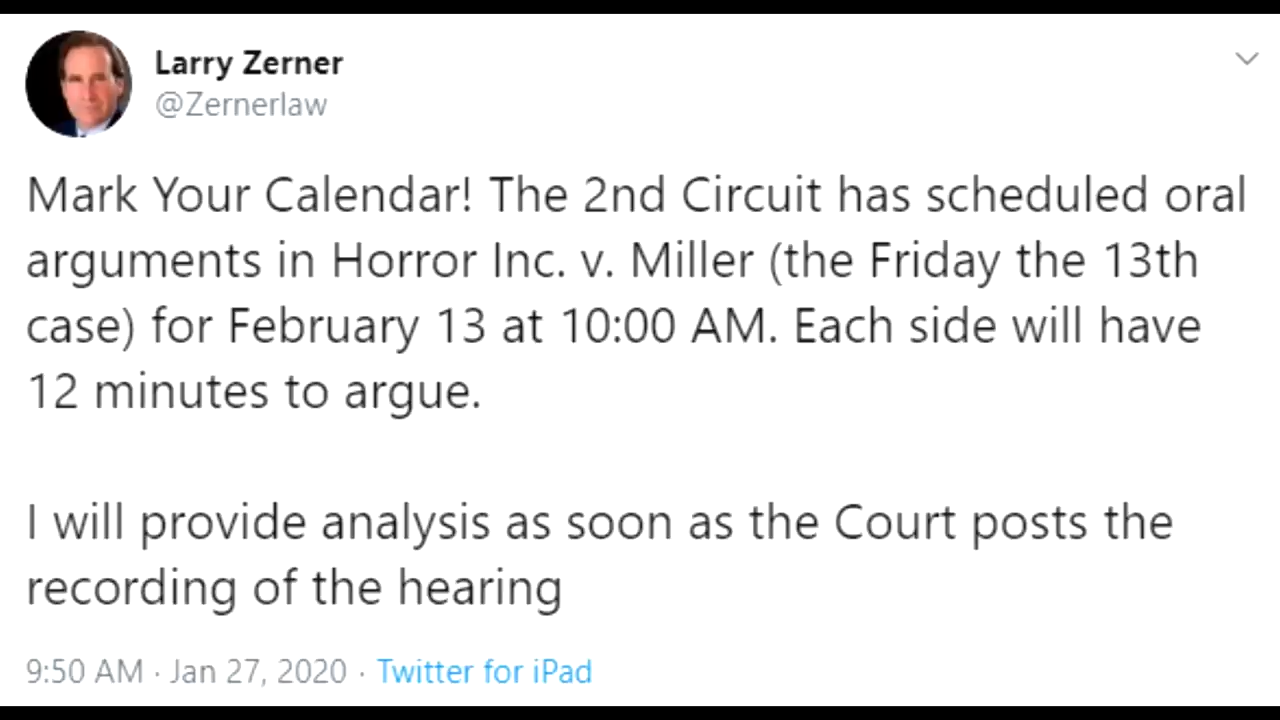 Larry Zerner
@Zernerlaw
Mark Your Calendar! The 2nd Circuit has scheduled oral
arguments in Horror Inc. v. Miller (the Friday the 13th
case) for February 13 at 10:00 AM. Each side will have
12 minutes to argue.
I will provide analysis as soon as the Court posts the
recording of the hearing
9:50 AM · Jan 27, 2020 · Twitter for iPad